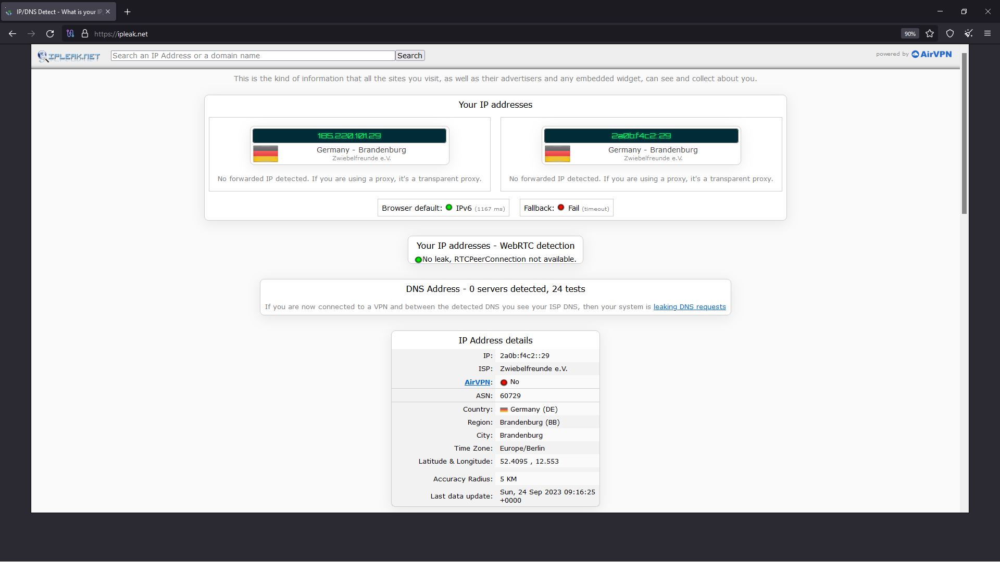 IP/DNS Detect - What is your IP,
https://ipleak.net
90%
IPLEAK.NET
Search an IP Address or a domain name
Search
powered by AirVPN
This is the kind of information that all the sites you visit, as well as their advertisers and any embedded widget, can see and collect about you.
Your IP addresses
185.220.101.29
Germany - Brandenburg
Zwiebelfreunde e.V.
No forwarded IP detected. If you are using a proxy, it's a transparent proxy.
2a0b:f4c2::29
Germany - Brandenburg
Zwiebelfreunde e.V.
No forwarded IP detected. If you are using a proxy, it's a transparent proxy.
Browser default: IPv6 (1167 ms)
Fallback: Fail (timeout)
Your IP addresses - WebRTC detection
No leak, RTCPeerConnection not available.
DNS Address - 0 servers detected, 24 tests
If you are now connected to a VPN and between the detected DNS you see your ISP DNS, then your system is leaking DNS requests
IP Address details
IP: 2a0b:f4c2::29
ISP: Zwiebelfreunde e.V.
AirVPN: No
ASN: 60729
Country: Germany (DE)
Region: Brandenburg (BB)
City: Brandenburg
Time Zone: Europe/Berlin
Latitude & Longitude: 52.4095 , 12.553
Accuracy Radius: 5 KM
Last data update: Sun, 24 Sep 2023 09:16:25
+0000